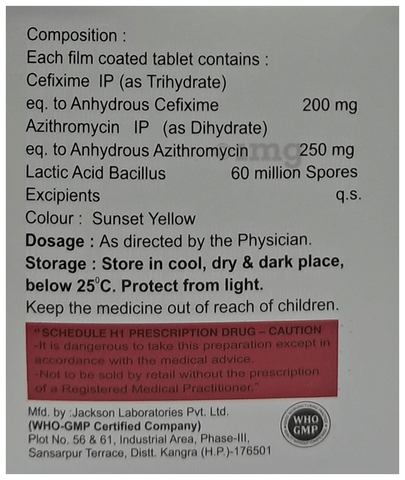 Composition :
Each film coated tablet contains :
Cefixime IP (as Trihydrate)
eq. to Anhydrous Cefixime 200 mg
Azithromycin IP (as Dihydrate)
eq. to Anhydrous Azithromycin 250 mg
Lactic Acid Bacillus 60 million Spores
Excipients q.s.
Colour : Sunset Yellow
Dosage : As directed by the Physician.
Storage : Store in cool, dry & dark place,
below 25°C. Protect from light.
Keep the medicine out of reach of children.
"SCHEDULE H1 PRESCRIPTION DRUG – CAUTION
-It is dangerous to take this preparation except in
accordance with the medical advice.
-Not to be sold by retail without the prescription
of a Registered Medical Practitioner."
Mfd. by :Jackson Laboratories Pvt. Ltd.
(WHO-GMP Certified Company)
Plot No. 56 & 61, Industrial Area, Phase-III,
Sansarpur Terrace, Distt. Kangra (H.P.)-176501
WHO
GMP